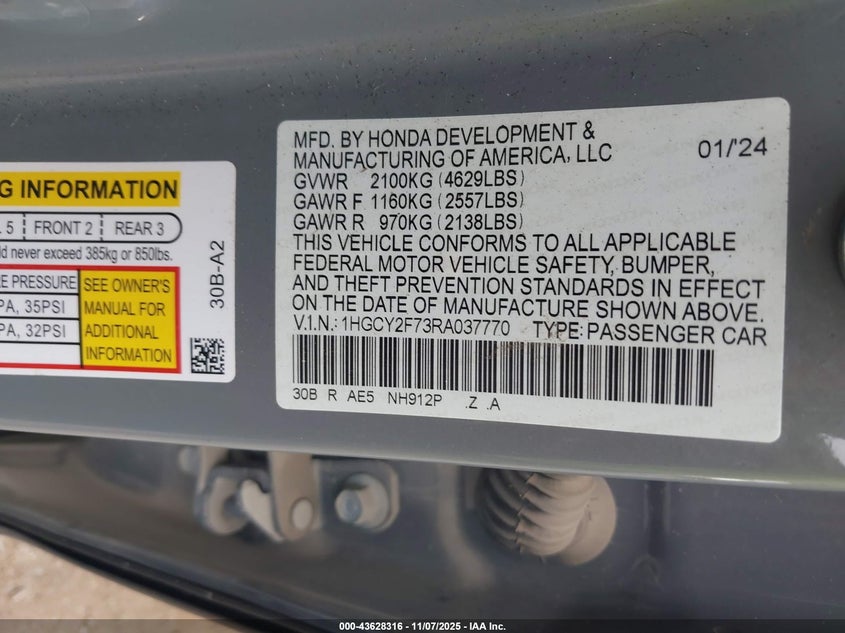 G INFORMATION
5 FRONT 2 REAR 3
never exceed 385kg or 850lbs.
PRESSURE
PA, 35PSI
PA, 32PSI
SEE OWNER'S
MANUAL FOR
ADDITIONAL
INFORMATION
30B-A2
MFD. BY HONDA DEVELOPMENT &
MANUFACTURING OF AMERICA, LLC 01/'24
GVWR 2100KG (4629LBS)
GAWR F 1160KG (2557LBS)
GAWR R 970KG (2138LBS)
THIS VEHICLE CONFORMS TO ALL APPLICABLE
FEDERAL MOTOR VEHICLE SAFETY, BUMPER,
AND THEFT PREVENTION STANDARDS IN EFFECT
ON THE DATE OF MANUFACTURE SHOWN ABOVE.
V.I.N.: 1HGCY2F73RA037770 TYPE: PASSENGER CAR
30B R AE5 NH912P .Z .A
000-43628316 - 11/07/2025 - IAA Inc.